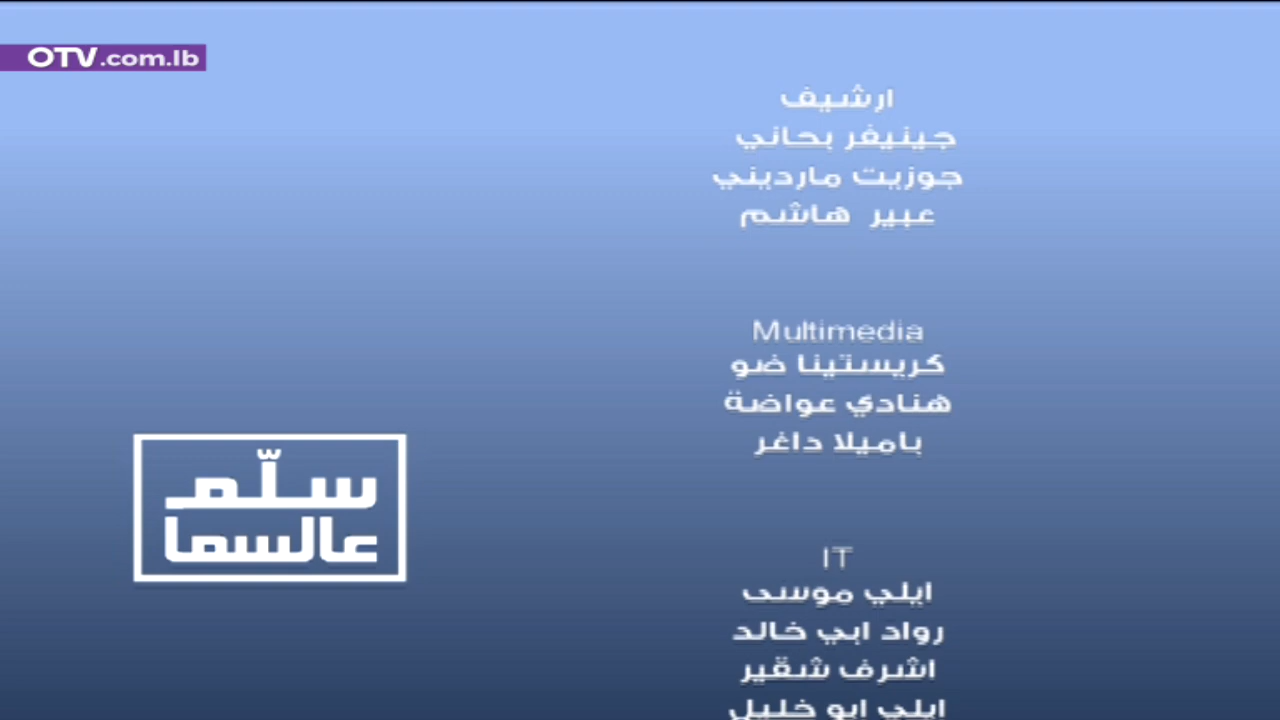 OTV.com.lb
ارشيف
جينيفر بحاني
جوزيت مارديني
عبير هاشم
Multimedia
كريستينا ضو
هنادي عواضة
باميلا داغر
سلّم
عالسما
IT
ايلي موسى
رواد ابي خالد
اشرف شقير
ايلي ابو خليل